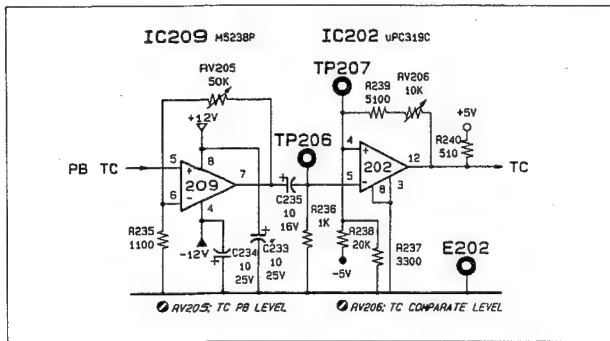 IC209 M5238P
IC202 uPC319C
RV205
50K
TP207
R239
5100
RV206
10K
+12V
+5V
TP206
R240
510
PB TC
5
+
8
209
7
6
-
4
4
+
202
12
5
-
8
3
TC
C235
10
16V
R236
1K
R235
1100
-12V
C234
10
25V
C233
10
25V
R238
20K
-5V
R237
3300
E202
RV205; TC PB LEVEL
RV206; TC COMPARATE LEVEL